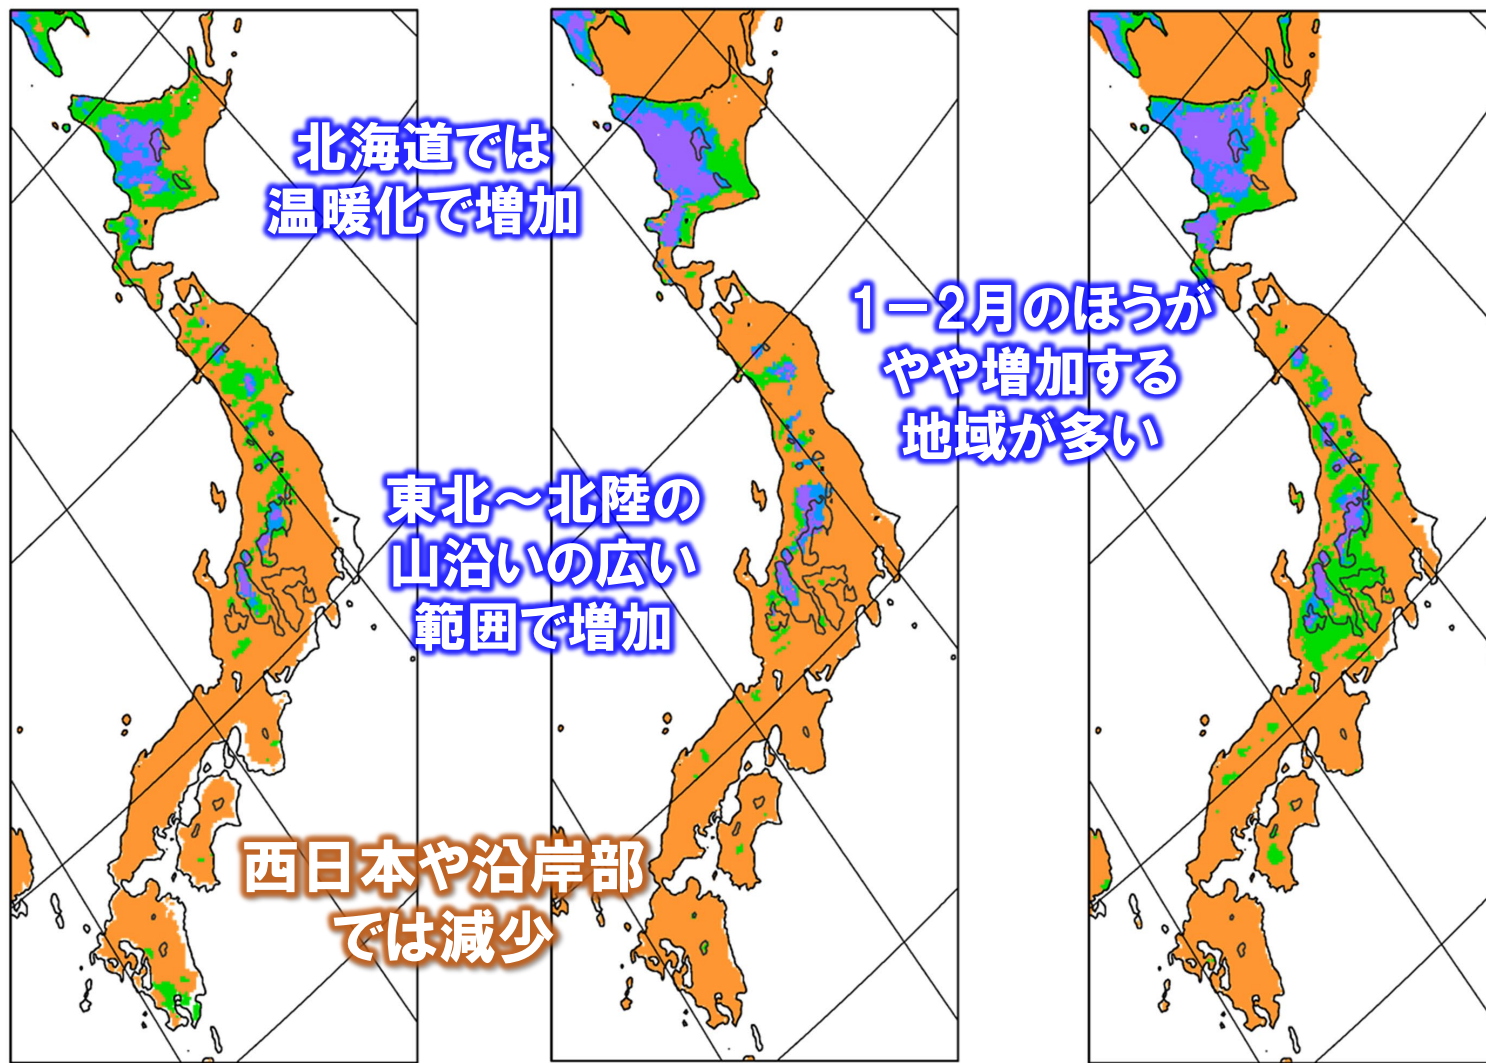 北海道では
温暖化で増加
1－2月のほうが
やや増加する
地域が多い
東北～北陸の
山沿いの広い
範囲で増加
西日本や沿岸部
では減少